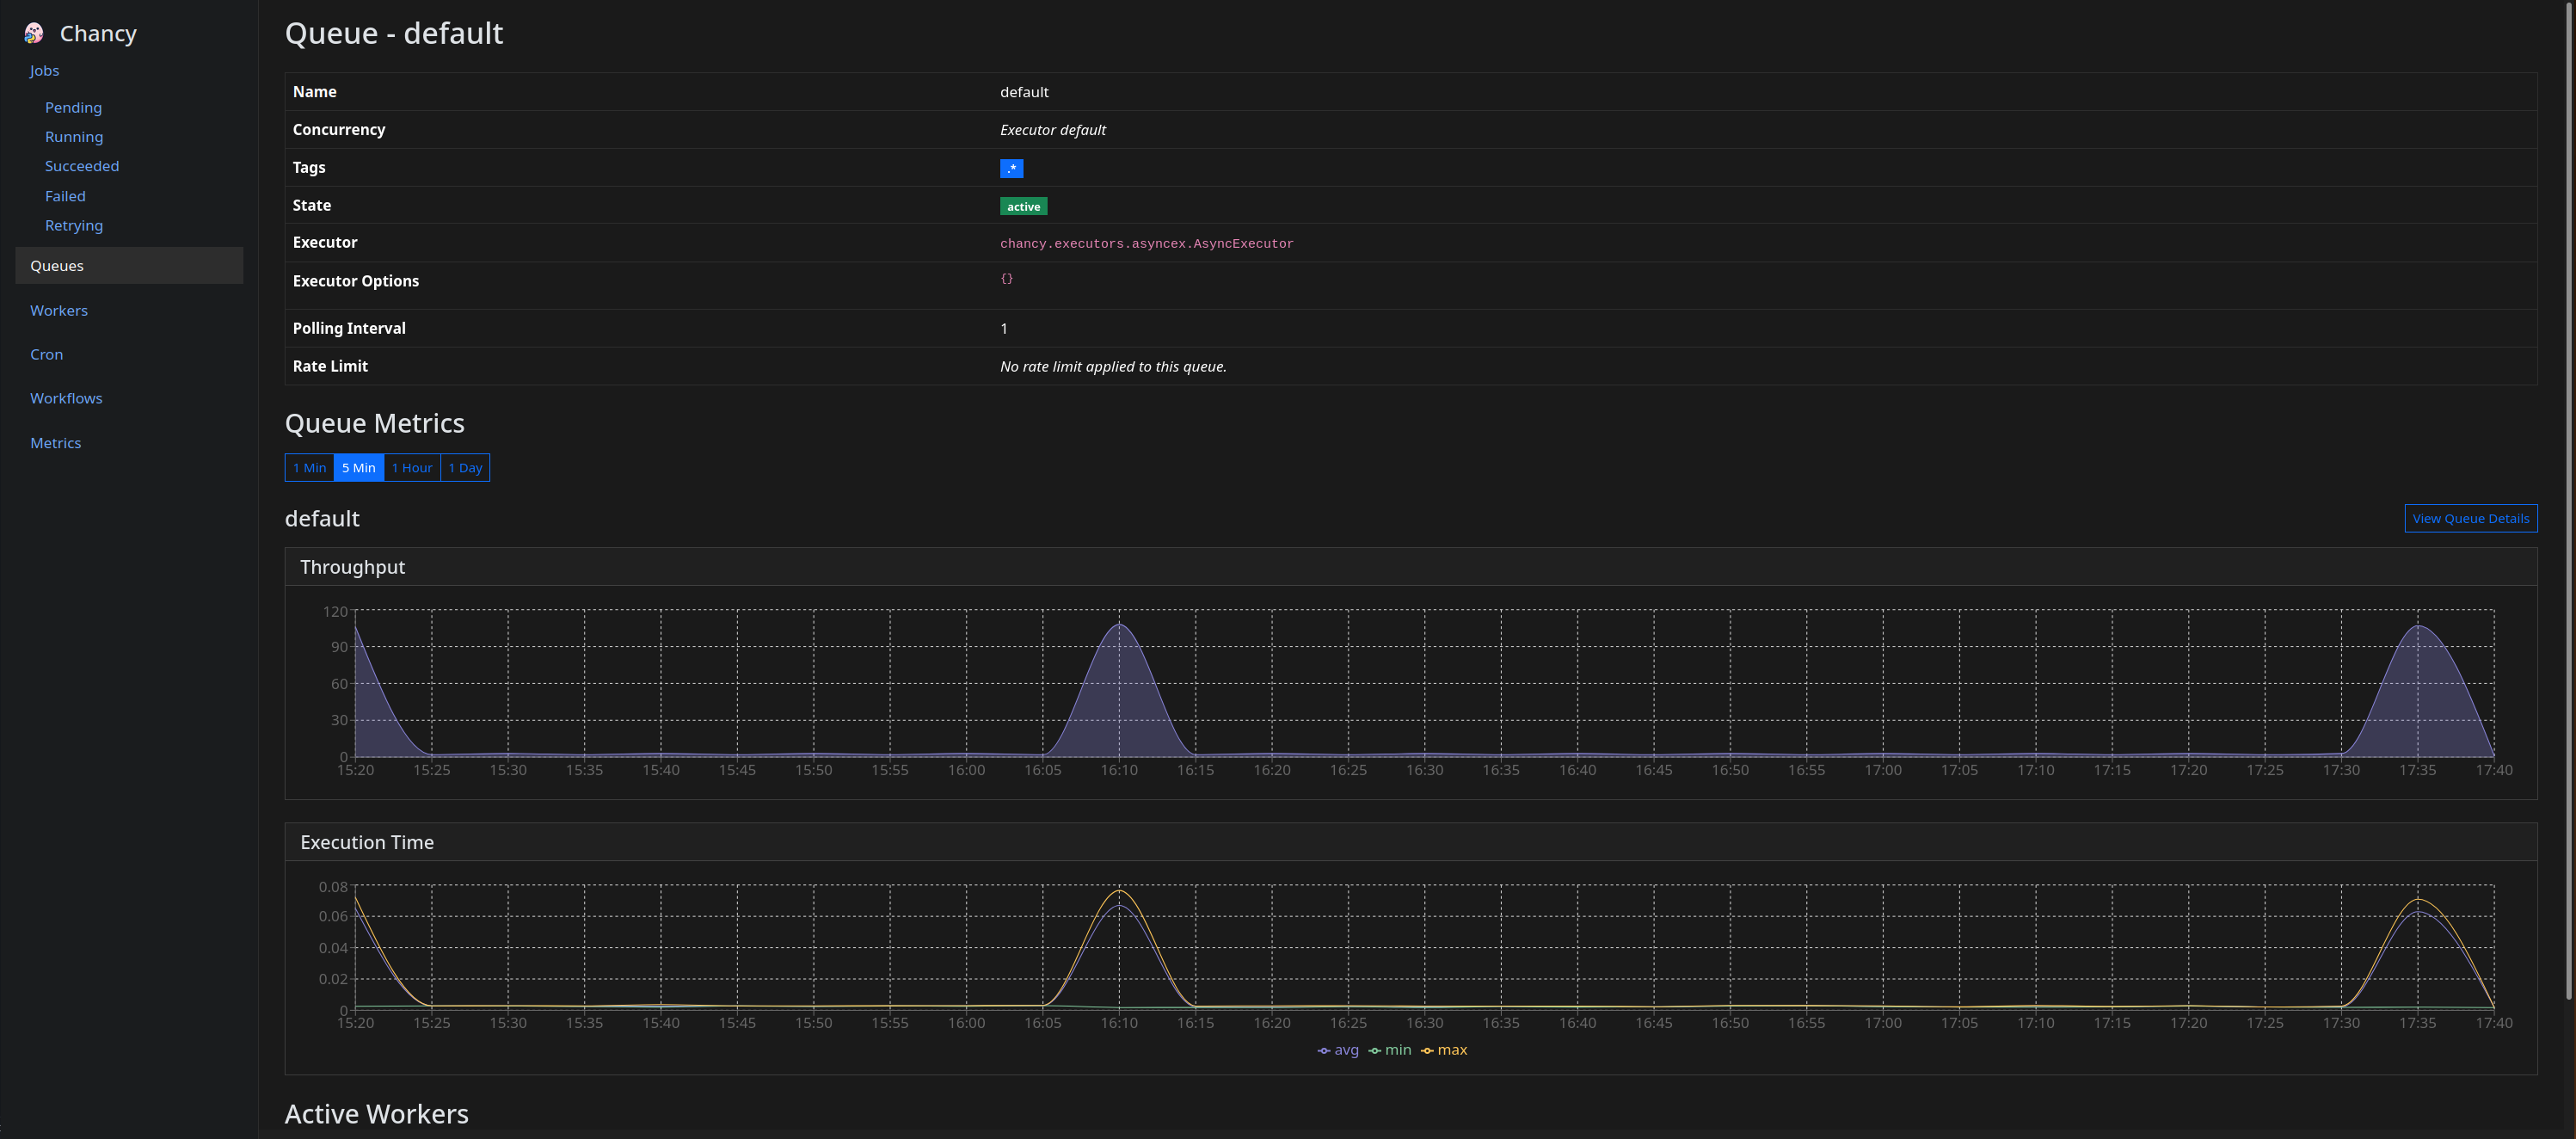 Chancy
Jobs
Pending
Running
Succeeded
Failed
Retrying
Queues
Workers
Cron
Workflows
Metrics
Queue - default
Name default
Concurrency Executor default
Tags .*
State active
Executor chancy.executors.asyncex.AsyncExecutor
Executor Options {}
Polling Interval 1
Rate Limit No rate limit applied to this queue.
Queue Metrics
1 Min 5 Min 1 Hour 1 Day
default View Queue Details
Throughput
120
90
60
30
0
15:20 15:25 15:30 15:35 15:40 15:45 15:50 15:55 16:00 16:05 16:10 16:15 16:20 16:25 16:30 16:35 16:40 16:45 16:50 16:55 17:00 17:05 17:10 17:15 17:20 17:25 17:30 17:35 17:40
Execution Time
0.08
0.06
0.04
0.02
0
15:20 15:25 15:30 15:35 15:40 15:45 15:50 15:55 16:00 16:05 16:10 16:15 16:20 16:25 16:30 16:35 16:40 16:45 16:50 16:55 17:00 17:05 17:10 17:15 17:20 17:25 17:30 17:35 17:40
avg min max
Active Workers